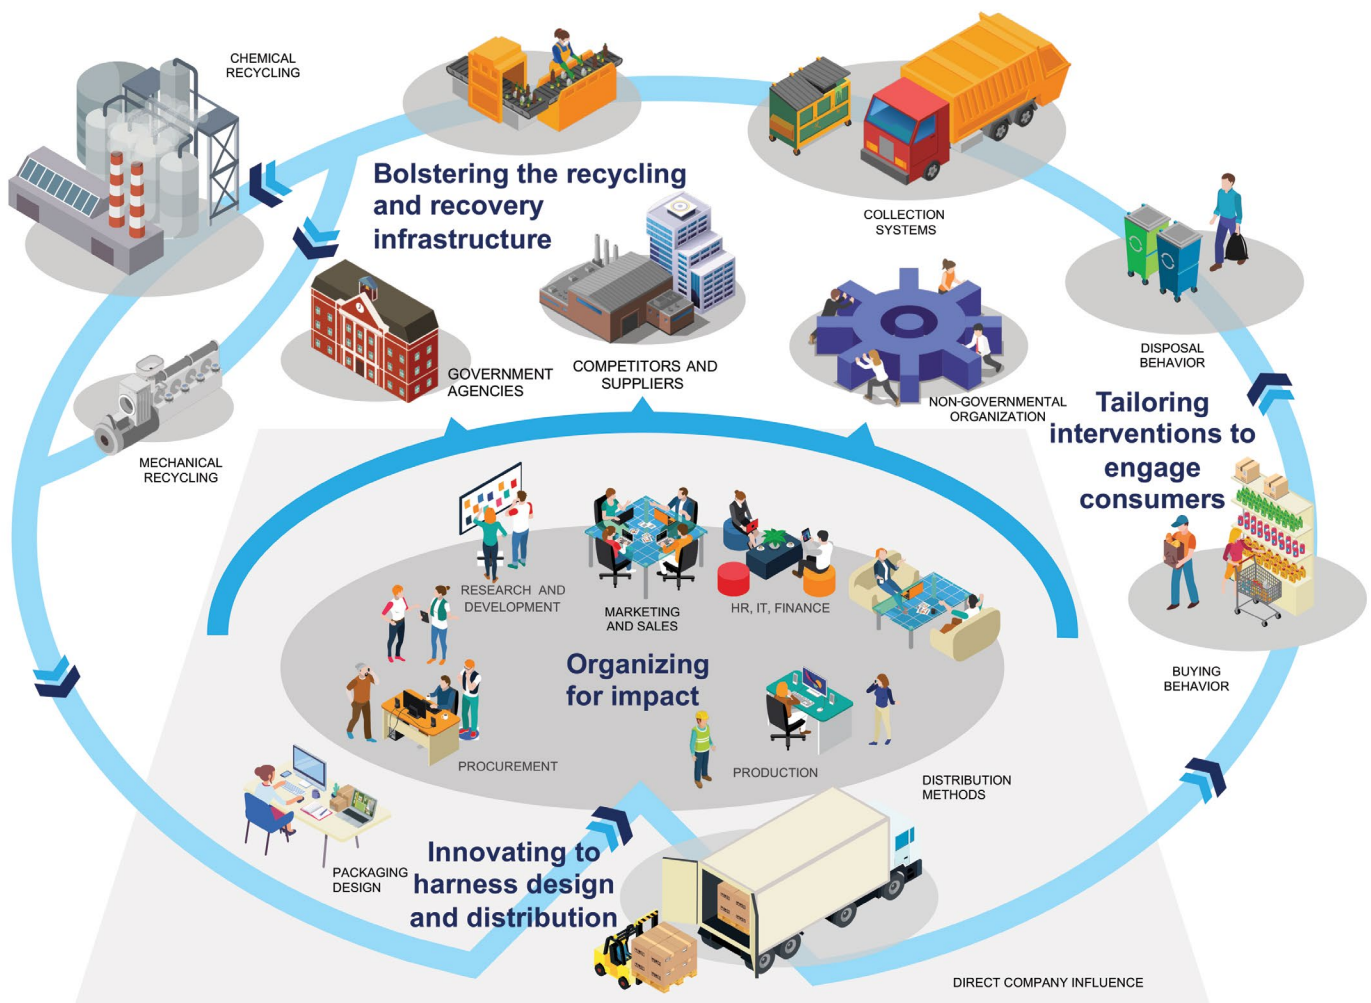 CHEMICAL
RECYCLING
Bolstering the recycling
and recovery
infrastructure
COLLECTION
SYSTEMS
DISPOSAL
BEHAVIOR
GOVERNMENT
AGENCIES
COMPETITORS AND
SUPPLIERS
NON-GOVERNMENTAL
ORGANIZATION
Tailoring
interventions to
engage
consumers
MECHANICAL
RECYCLING
RESEARCH AND
DEVELOPMENT
MARKETING
AND SALES
HR, IT, FINANCE
Organizing
for impact
BUYING
BEHAVIOR
PROCUREMENT
PRODUCTION
DISTRIBUTION
METHODS
PACKAGING
DESIGN
Innovating to
harness design
and distribution
DIRECT COMPANY INFLUENCE